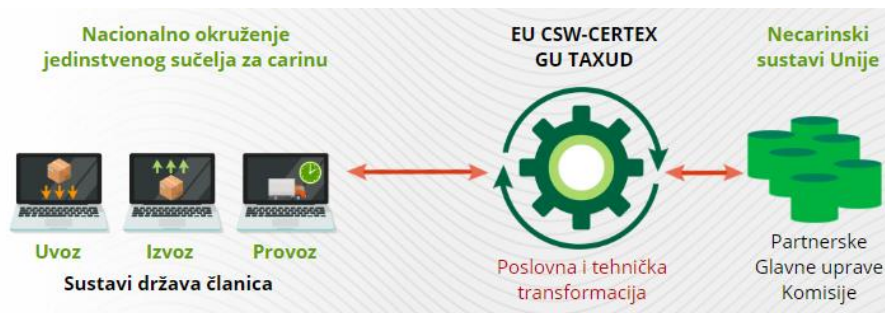 Nacionalno okruženje
jedinstvenog sučelja za carinu
EU CSW-CERTEX
GU TAXUD
Necarinski
sustavi Unije
Uvoz
Izvoz
Provoz
Sustavi država članica
Poslovna i tehnička
transformacija
Partnerske
Glavne uprave
Komisije